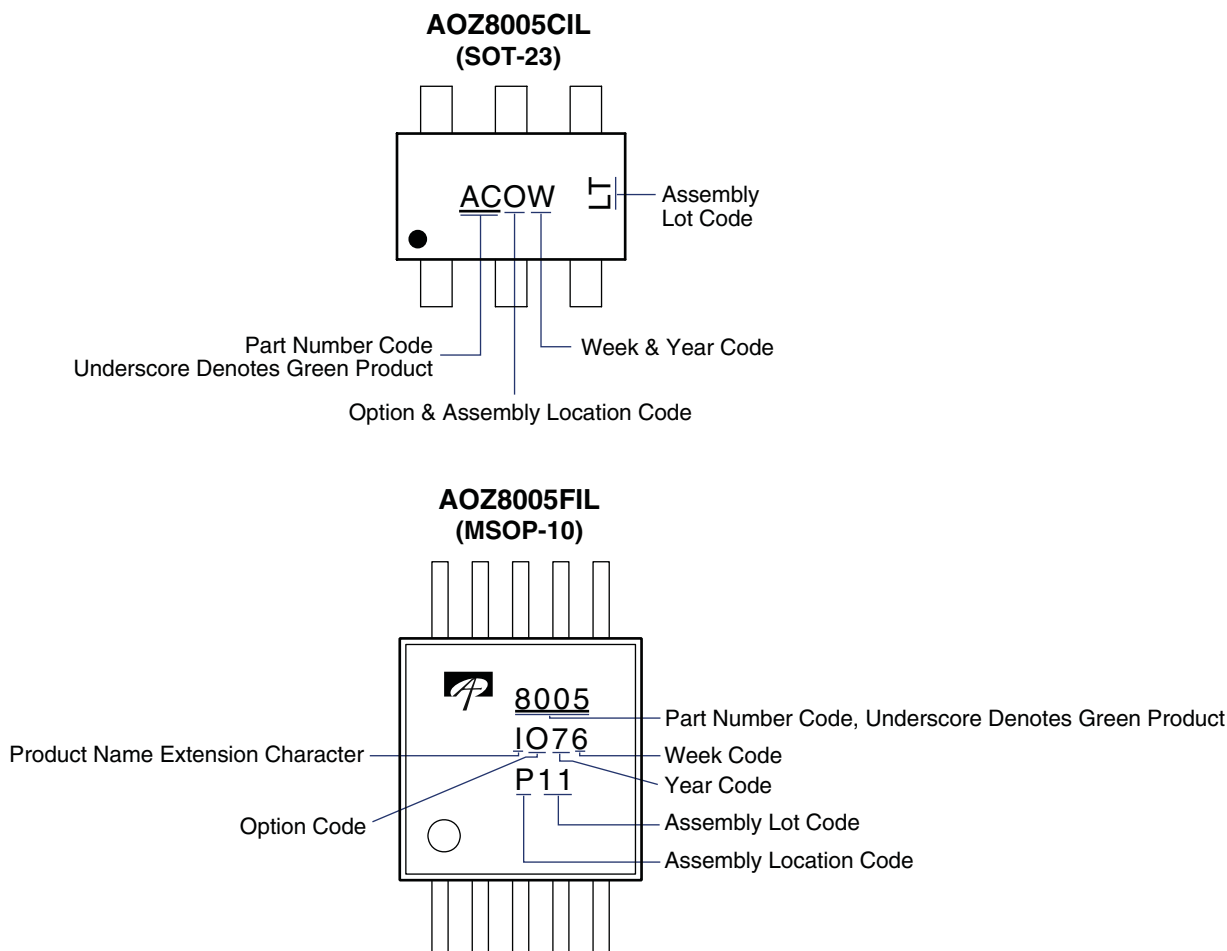 AOZ8005CIL
(SOT-23)
ACOW
LT
Assembly
Lot Code
Part Number Code
Underscore Denotes Green Product
Week & Year Code
Option & Assembly Location Code
AOZ8005FIL
(MSOP-10)
8005
Part Number Code, Underscore Denotes Green Product
Product Name Extension Character
IO76
Week Code
Year Code
P11
Option Code
Assembly Lot Code
Assembly Location Code